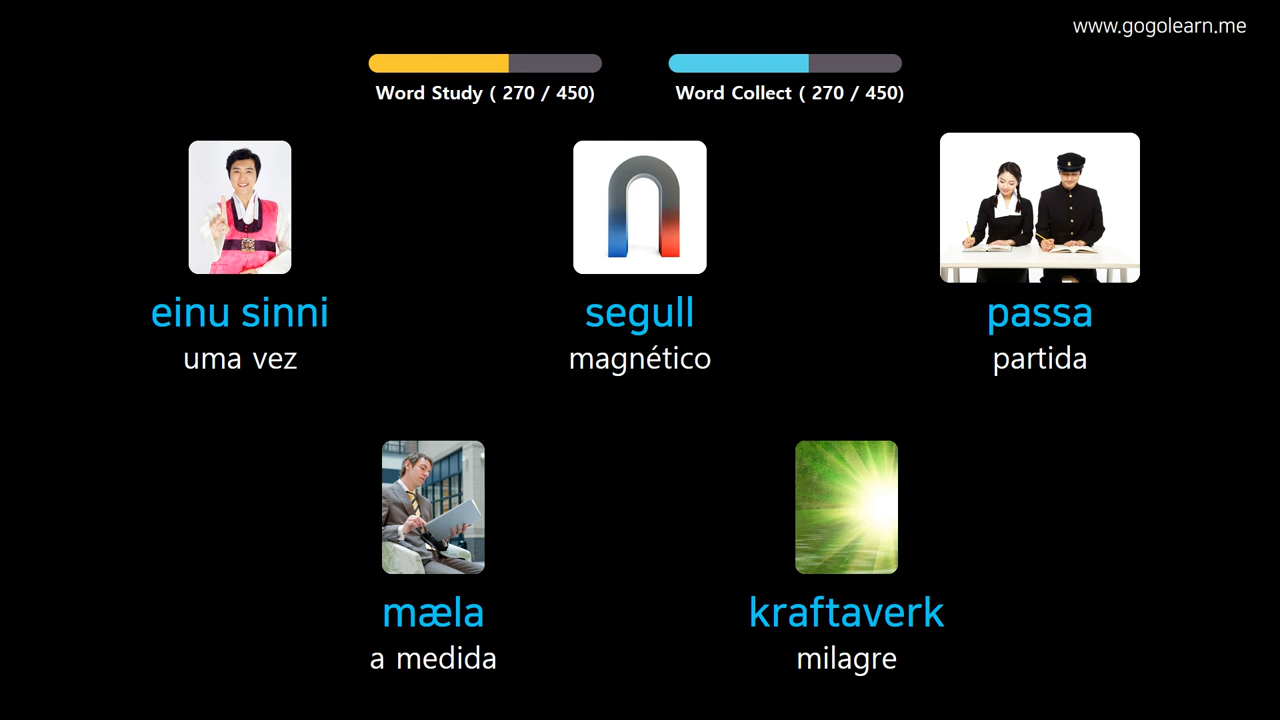 www.gogolearn.me
Word Study ( 270 / 450)
Word Collect ( 270 / 450)
einu sinni
uma vez
segull
magnético
passa
partida
mæla
a medida
kraftaverk
milagre